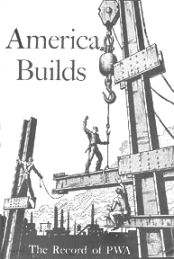 America
Builds
The Record of PWA